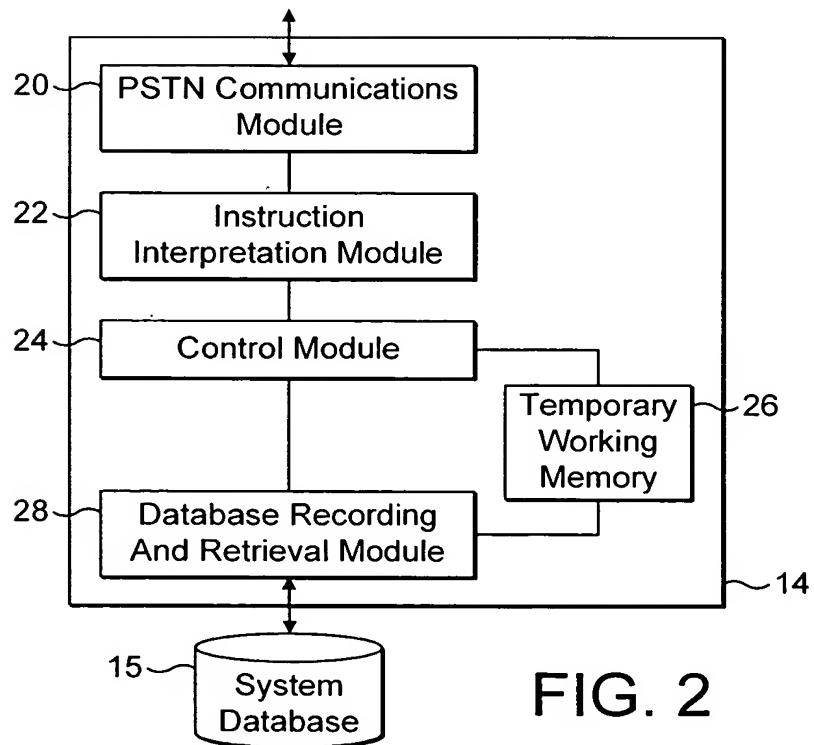 20
PSTN Communications
Module
22
Instruction
Interpretation Module
24
Control Module
Temporary
Working
Memory
26
28
Database Recording
And Retrieval Module
14
15
System
Database
FIG. 2